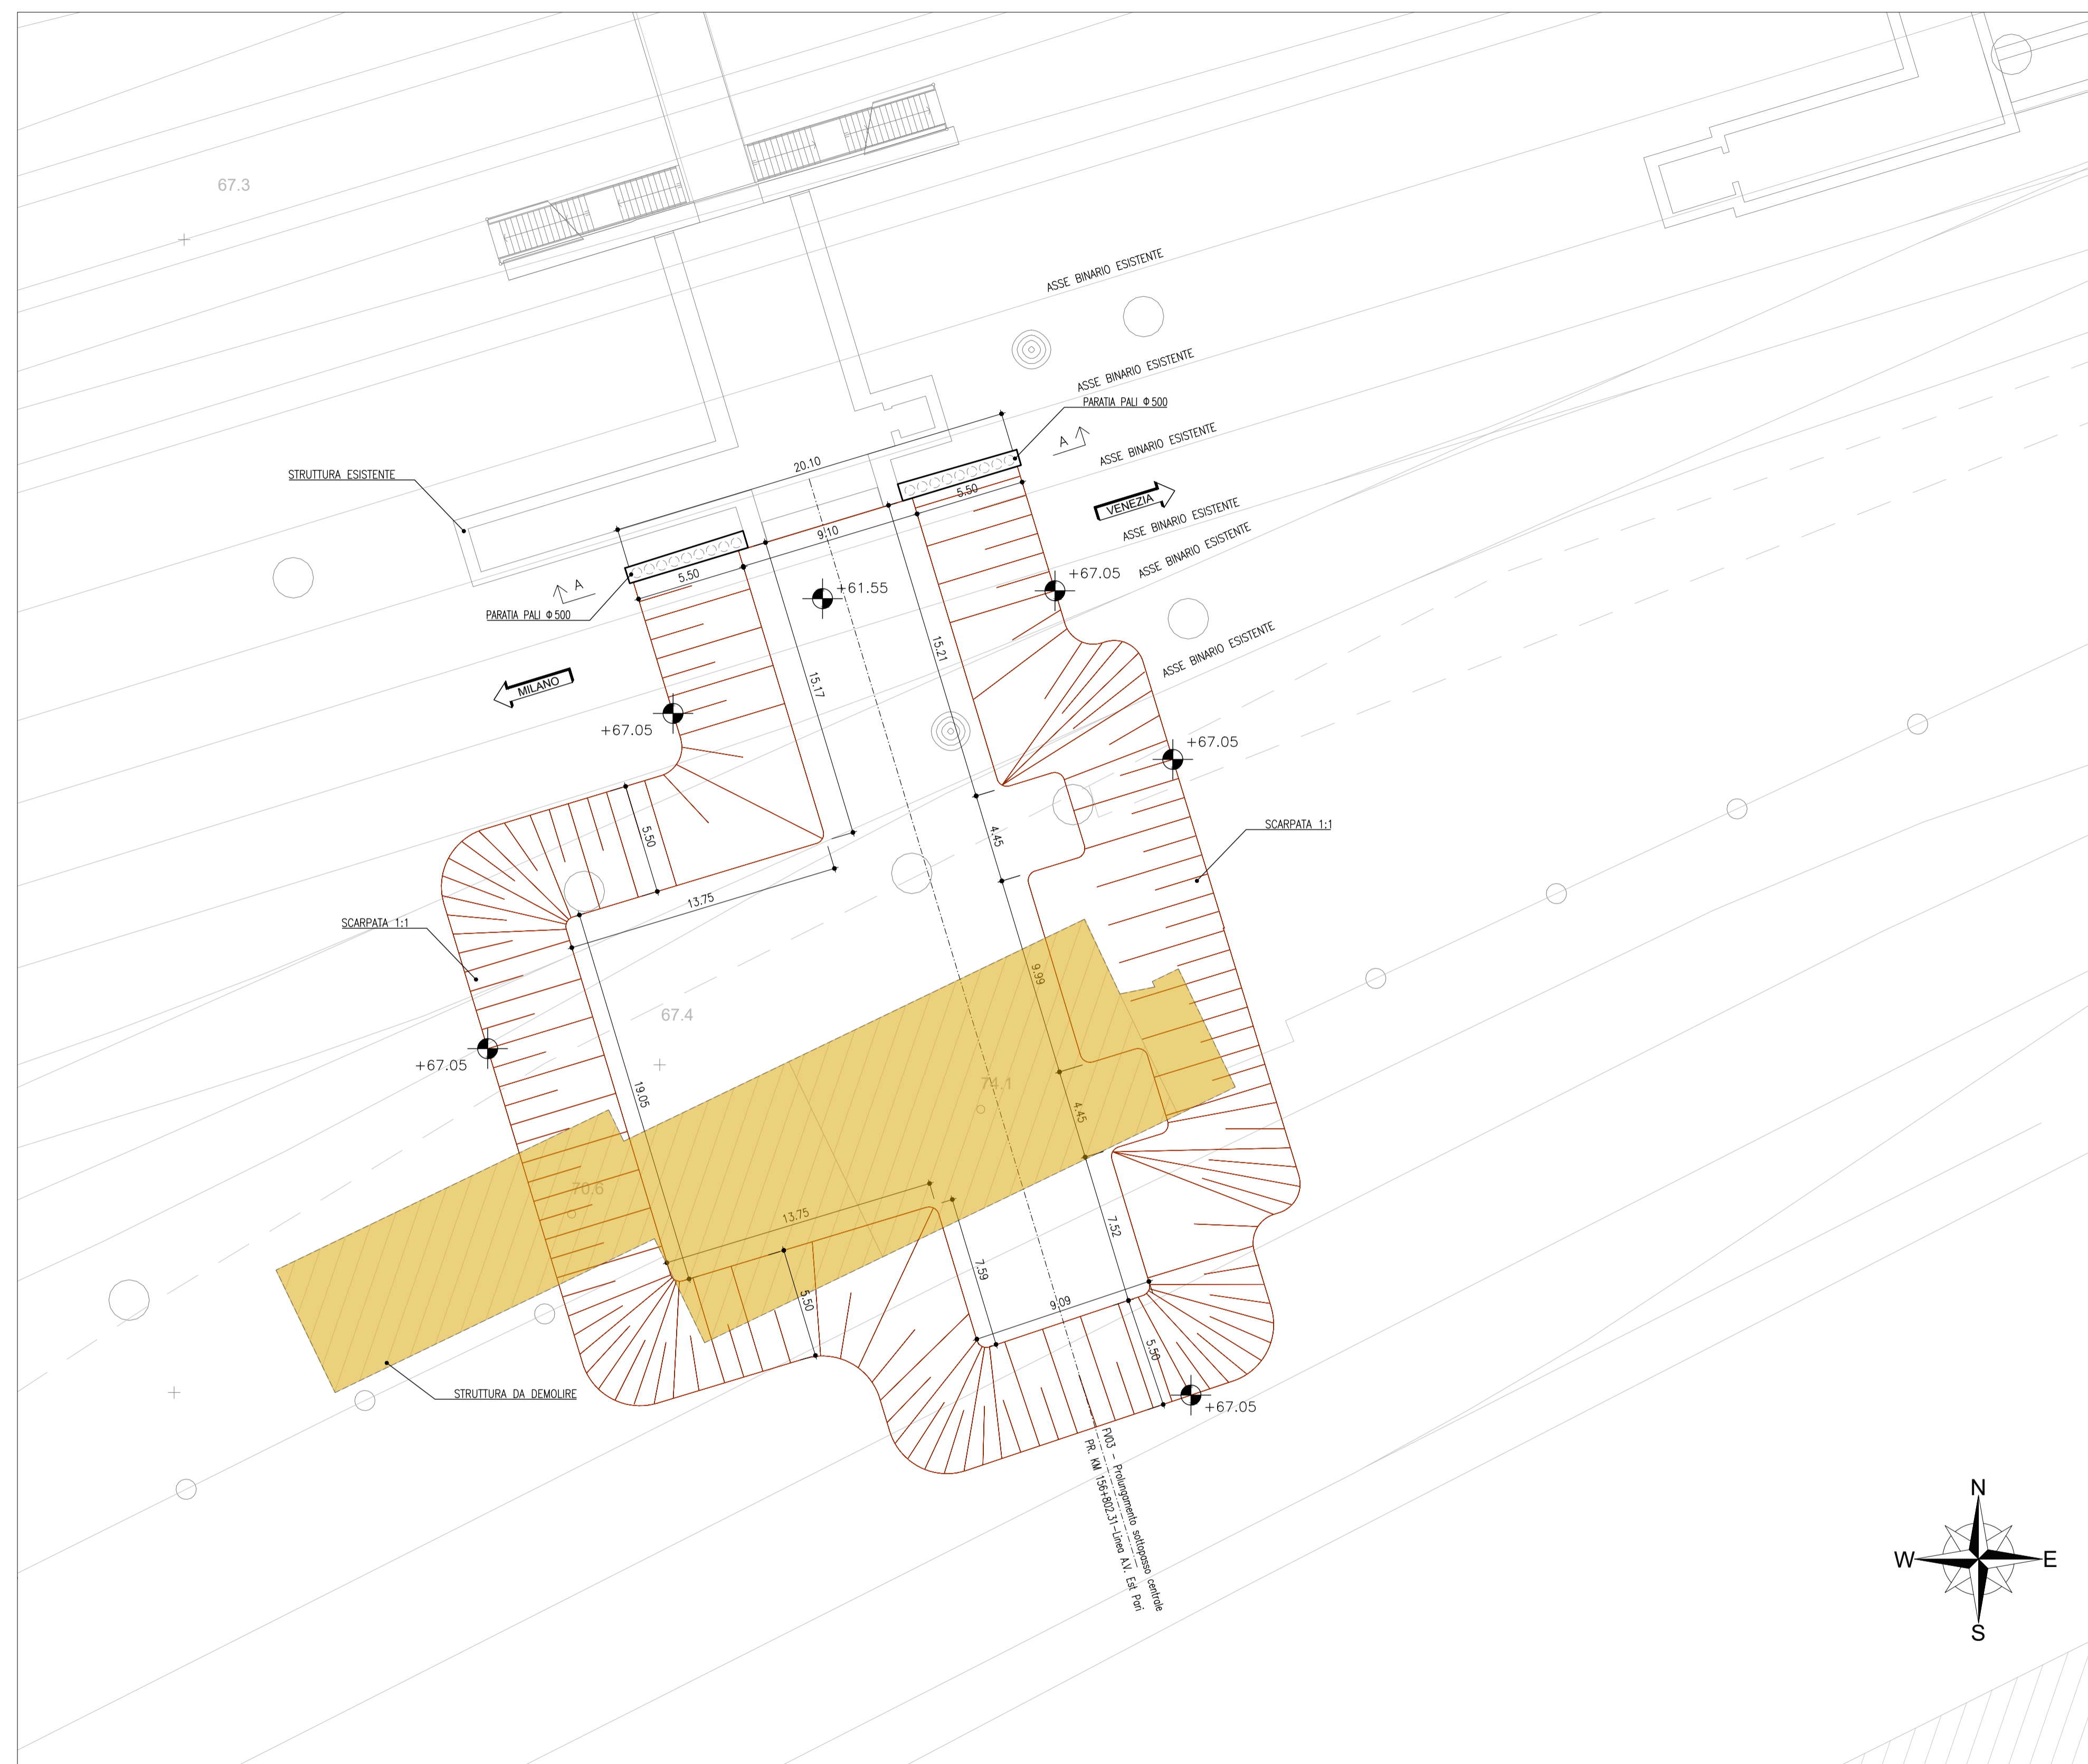 67.3
ASSE BINARIO ESISTENTE
ASSE BINARIO ESISTENTE
PARATIA PALI Φ500
A
ASSE BINARIO ESISTENTE
20.10
STRUTTURA ESISTENTE
5.50
VENEZIA
ASSE BINARIO ESISTENTE
9.10
ASSE BINARIO ESISTENTE
5.50
A
+67.05
+61.55
PARATIA PALI Φ500
15.21
ASSE BINARIO ESISTENTE
MILANO
15.17
+67.05
+67.05
5.50
4.45
SCARPATA 1:1
13.75
SCARPATA 1:1
9.99
67.4
+67.05
74.1
19.05
4.45
70.6
13.75
7.52
7.59
5.50
9.09
5.50
STRUTTURA DA DEMOLIRE
+67.05
FV03 - Prolungamento sottopasso centrale
PR. KM 156+802.31-Linea A.V. Est Pari
N
W
E
S